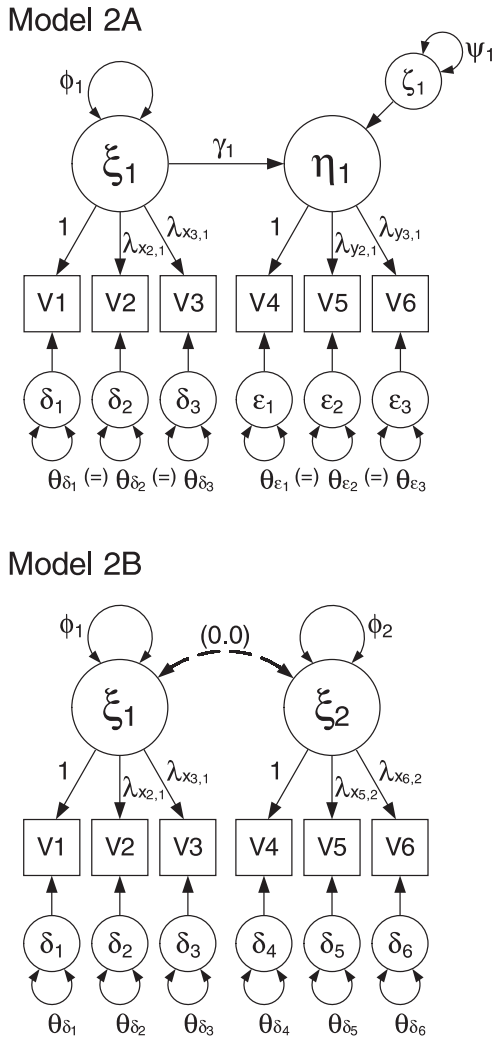 Model 2A
ϕ₁ ψ₁
ζ₁
ξ₁ γ₁ η₁
1 λx₂,₁ λx₃,₁ 1 λy₂,₁ λy₃,₁
V1 V2 V3 V4 V5 V6
δ₁ δ₂ δ₃ ε₁ ε₂ ε₃
θδ₁ (=) θδ₂ (=) θδ₃ θε₁ (=) θε₂ (=) θε₃
Model 2B
ϕ₁ (0.0) ϕ₂
ξ₁ ξ₂
1 λx₂,₁ λx₃,₁ 1 λx₅,₂ λx₆,₂
V1 V2 V3 V4 V5 V6
δ₁ δ₂ δ₃ δ₄ δ₅ δ₆
θδ₁ θδ₂ θδ₃ θδ₄ θδ₅ θδ₆